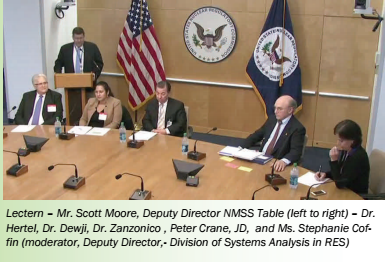 Lectern – Mr. Scott Moore, Deputy Director NMSS Table (left to right) – Dr.
Hertel, Dr. Dewji, Dr. Zanzonico , Peter Crane, JD,  and Ms. Stephanie Cof-
fin (moderator, Deputy Director,- Division of Systems Analysis in RES)